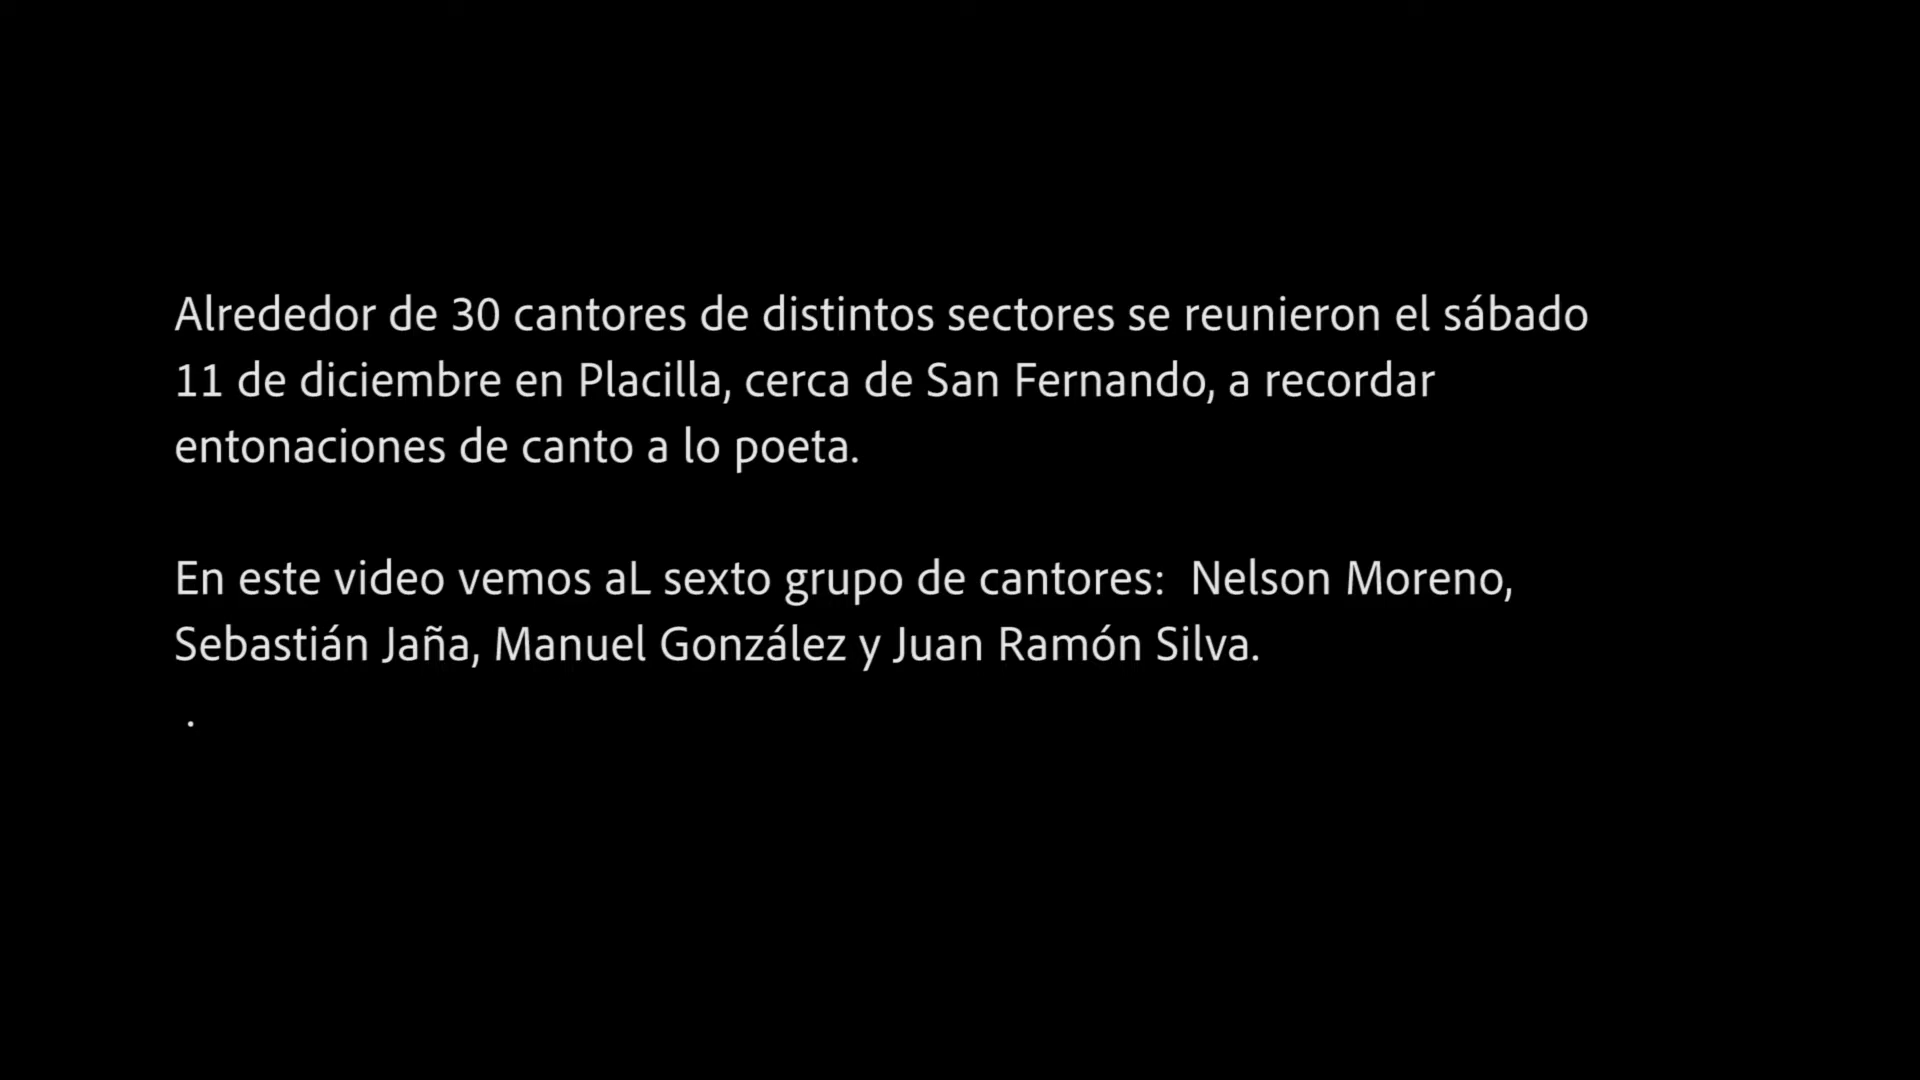 Alrededor de 30 cantores de distintos sectores se reunieron el sábado
11 de diciembre en Placilla, cerca de San Fernando, a recordar
entonaciones de canto a lo poeta.
En este video vemos aL sexto grupo de cantores:  Nelson Moreno,
Sebastián Jaña, Manuel González y Juan Ramón Silva.
.